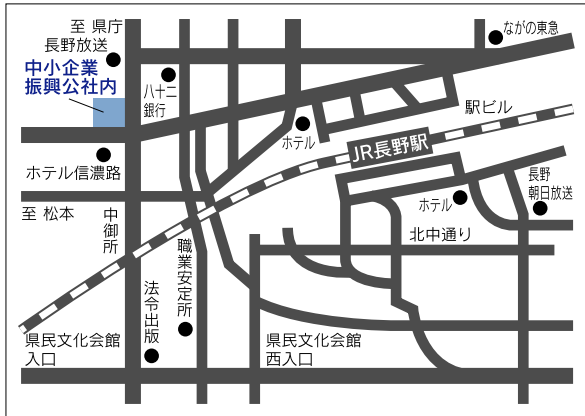 至 県庁
長野放送
中小企業
振興公社内
八十二
銀行
ながの東急
駅ビル
ホテル
JR長野駅
ホテル信濃路
長野
朝日放送
ホテル
至 松本
中御所
北中通り
職業安定所
法令出版
県民文化会館
入口
県民文化会館
西入口